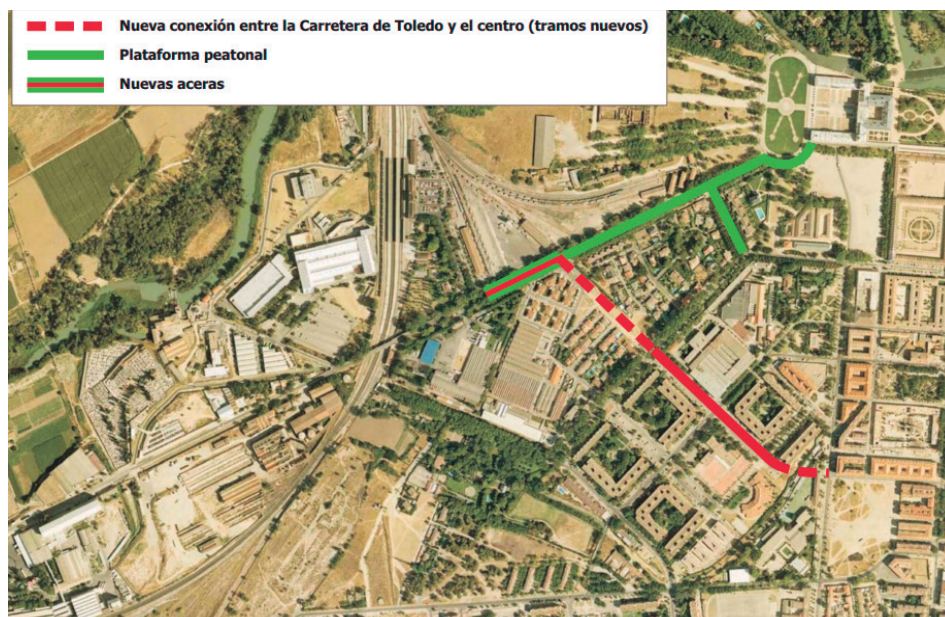 Nueva conexión entre la Carretera de Toledo y el centro (tramos nuevos)
Plataforma peatonal
Nuevas aceras